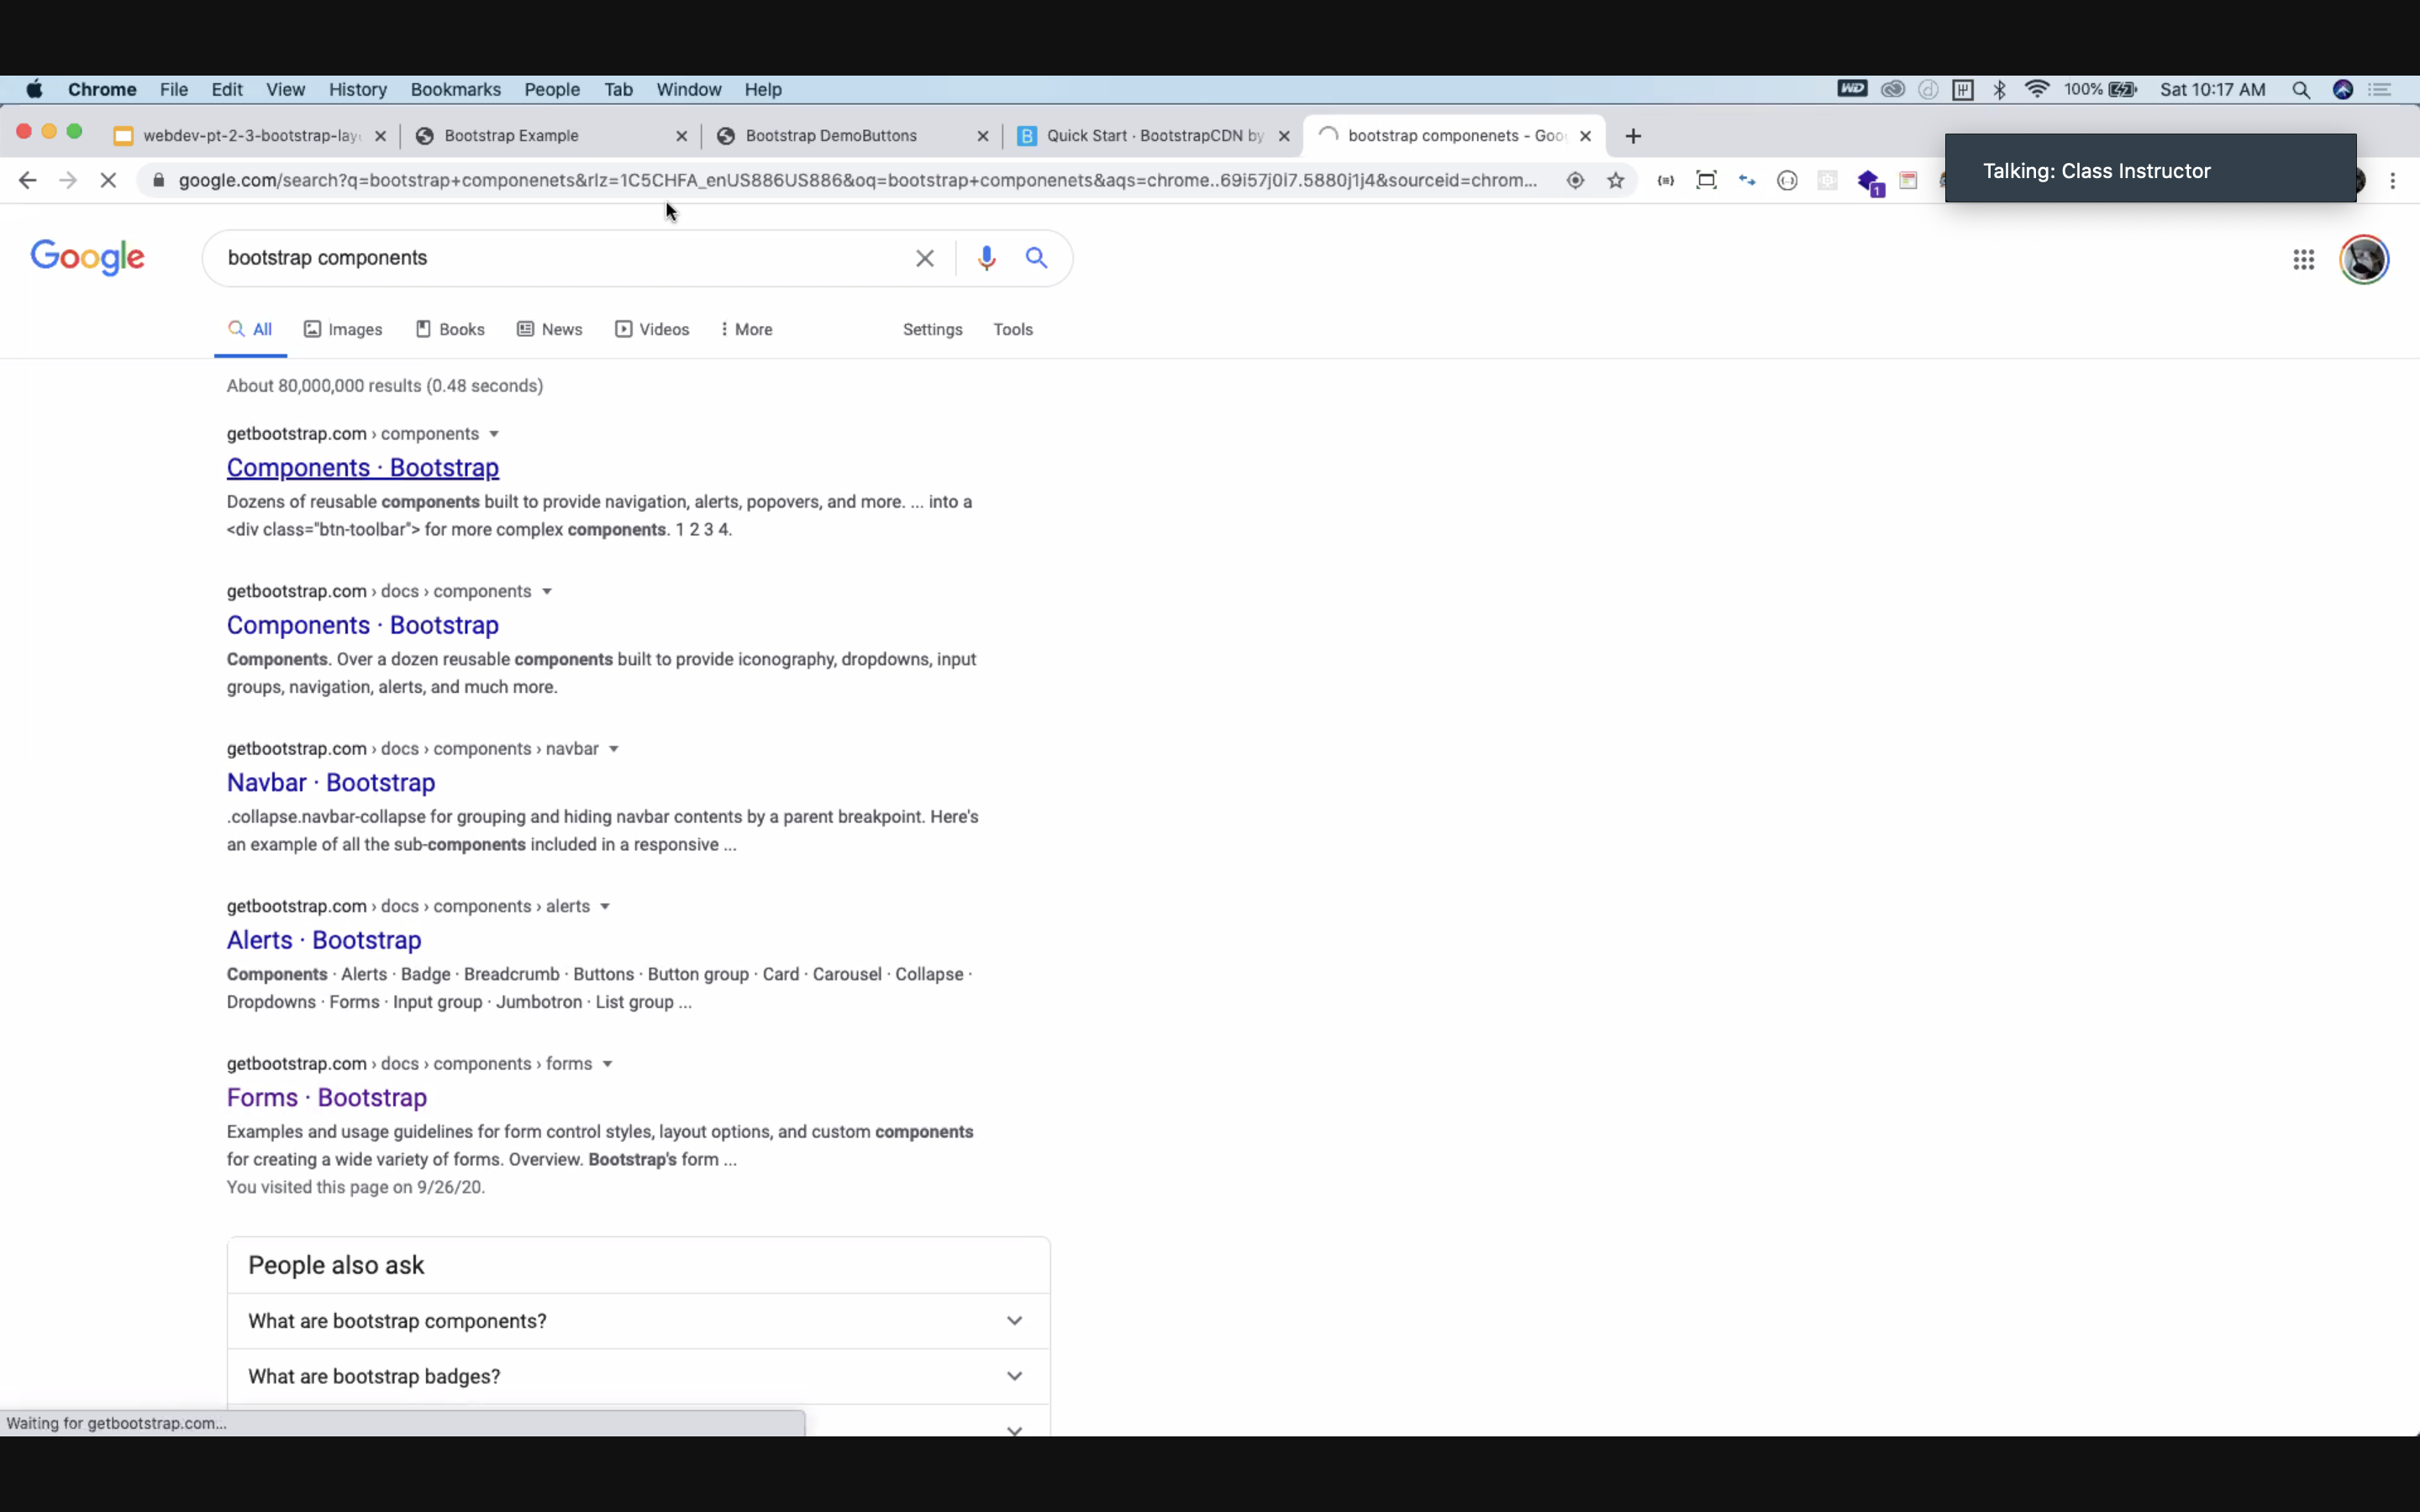 Chrome File Edit View History Bookmarks People Tab Window Help WD 100% Sat 10:17 AM
webdev-pt-2-3-bootstrap-lay Bootstrap Example Bootstrap DemoButtons Quick Start · BootstrapCDN by bootstrap componenets - Goo
google.com/search?q=bootstrap+componenets&rlz=1C5CHFA_enUS886US886&oq=bootstrap+componenets&aqs=chrome..69i57j0i7.5880j1j4&sourceid=chrom... 1
Talking: Class Instructor
Google bootstrap components
All Images Books News Videos More Settings Tools
About 80,000,000 results (0.48 seconds)
getbootstrap.com › components
Components · Bootstrap
Dozens of reusable components built to provide navigation, alerts, popovers, and more. ... into a
<div class="btn-toolbar"> for more complex components. 1 2 3 4.
getbootstrap.com › docs › components
Components · Bootstrap
Components. Over a dozen reusable components built to provide iconography, dropdowns, input
groups, navigation, alerts, and much more.
getbootstrap.com › docs › components › navbar
Navbar · Bootstrap
.collapse.navbar-collapse for grouping and hiding navbar contents by a parent breakpoint. Here's
an example of all the sub-components included in a responsive ...
getbootstrap.com › docs › components › alerts
Alerts · Bootstrap
Components · Alerts · Badge · Breadcrumb · Buttons · Button group · Card · Carousel · Collapse ·
Dropdowns · Forms · Input group · Jumbotron · List group ...
getbootstrap.com › docs › components › forms
Forms · Bootstrap
Examples and usage guidelines for form control styles, layout options, and custom components
for creating a wide variety of forms. Overview. Bootstrap's form ...
You visited this page on 9/26/20.
People also ask
What are bootstrap components?
What are bootstrap badges?
Waiting for getbootstrap.com...